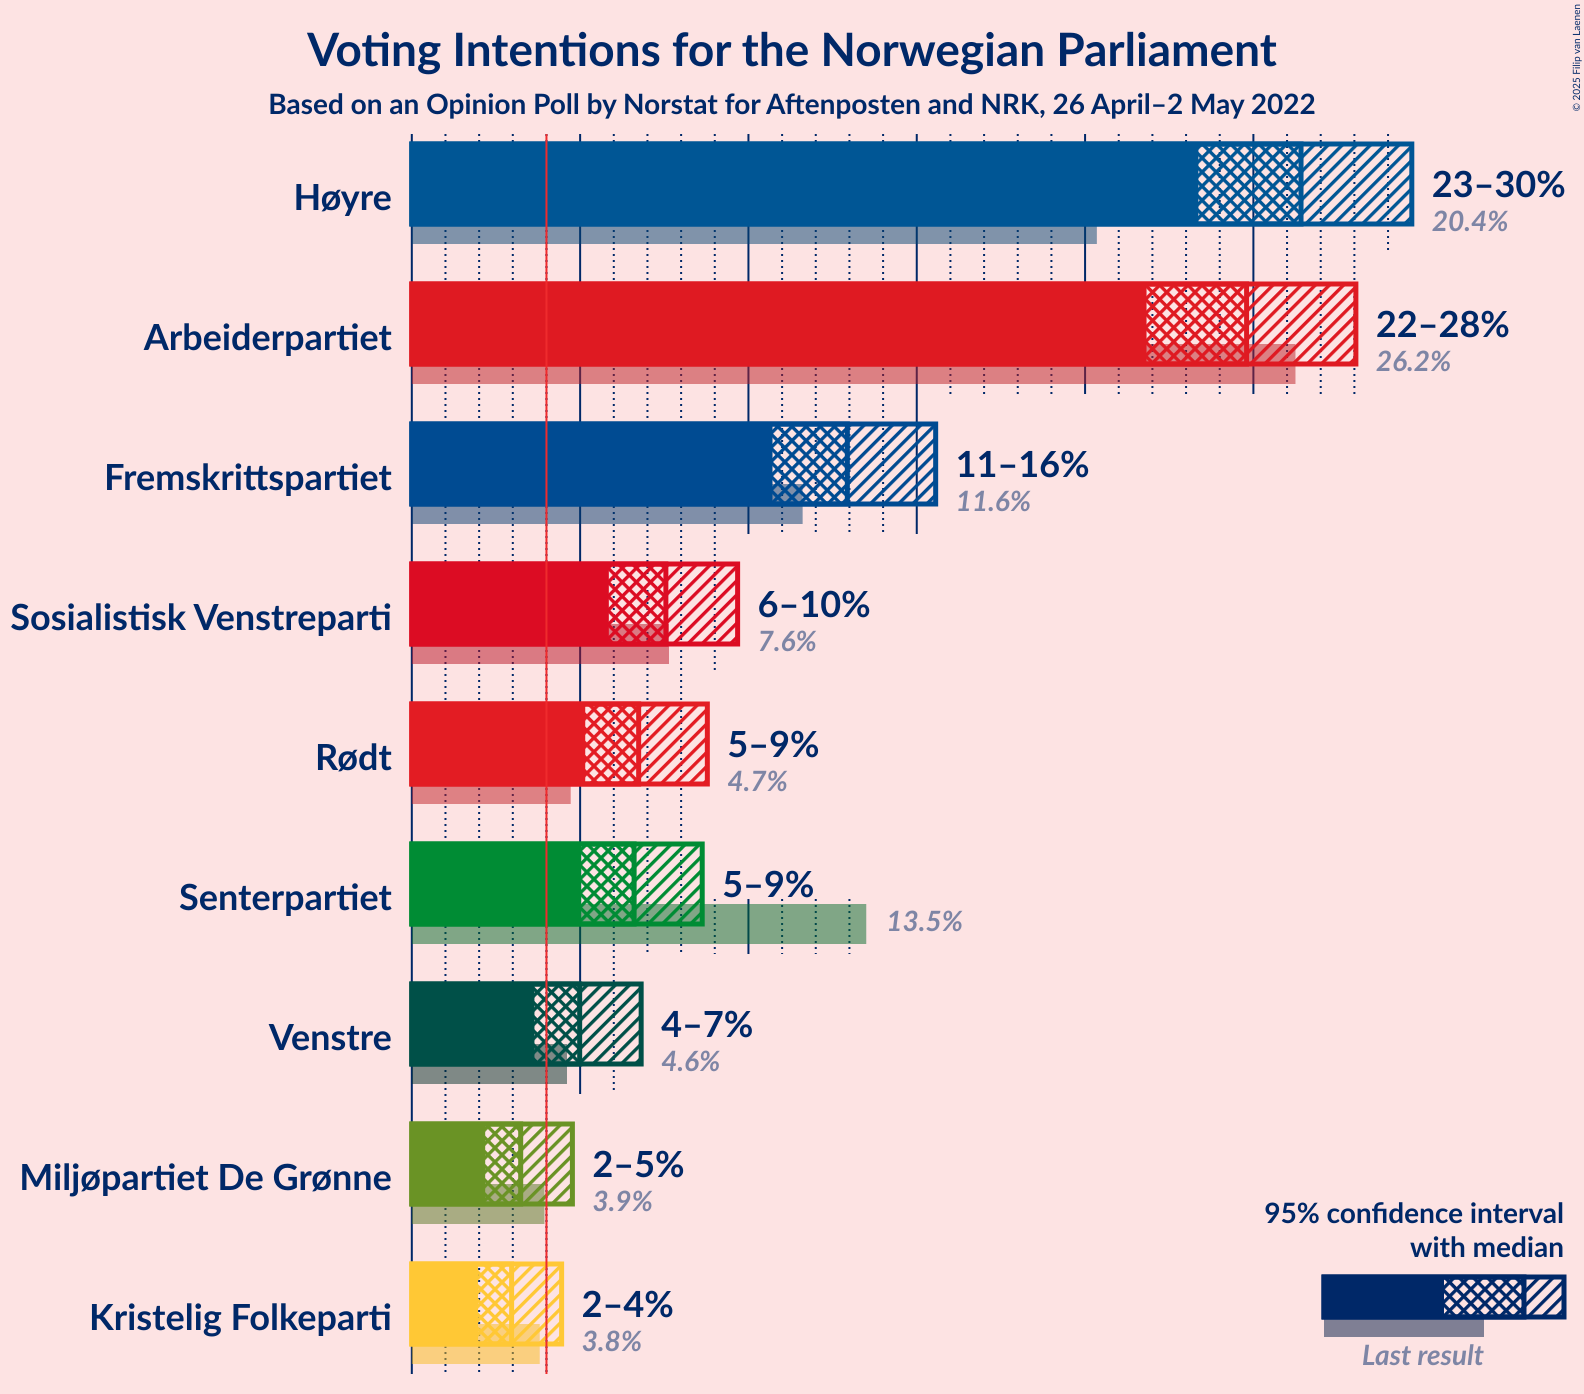 Voting Intentions for the Norwegian Parliament
Based on an Opinion Poll by Norstat for Aftenposten and NRK, 26 April–2 May 2022
© 2025 Filip van Laenen
Høyre
23–30%
20.4%
Arbeiderpartiet
22–28%
26.2%
Fremskrittspartiet
11–16%
11.6%
Sosialistisk Venstreparti
6–10%
7.6%
Rødt
5–9%
4.7%
Senterpartiet
5–9%
13.5%
Venstre
4–7%
4.6%
Miljøpartiet De Grønne
2–5%
3.9%
Kristelig Folkeparti
2–4%
3.8%
95% confidence interval
with median
Last result